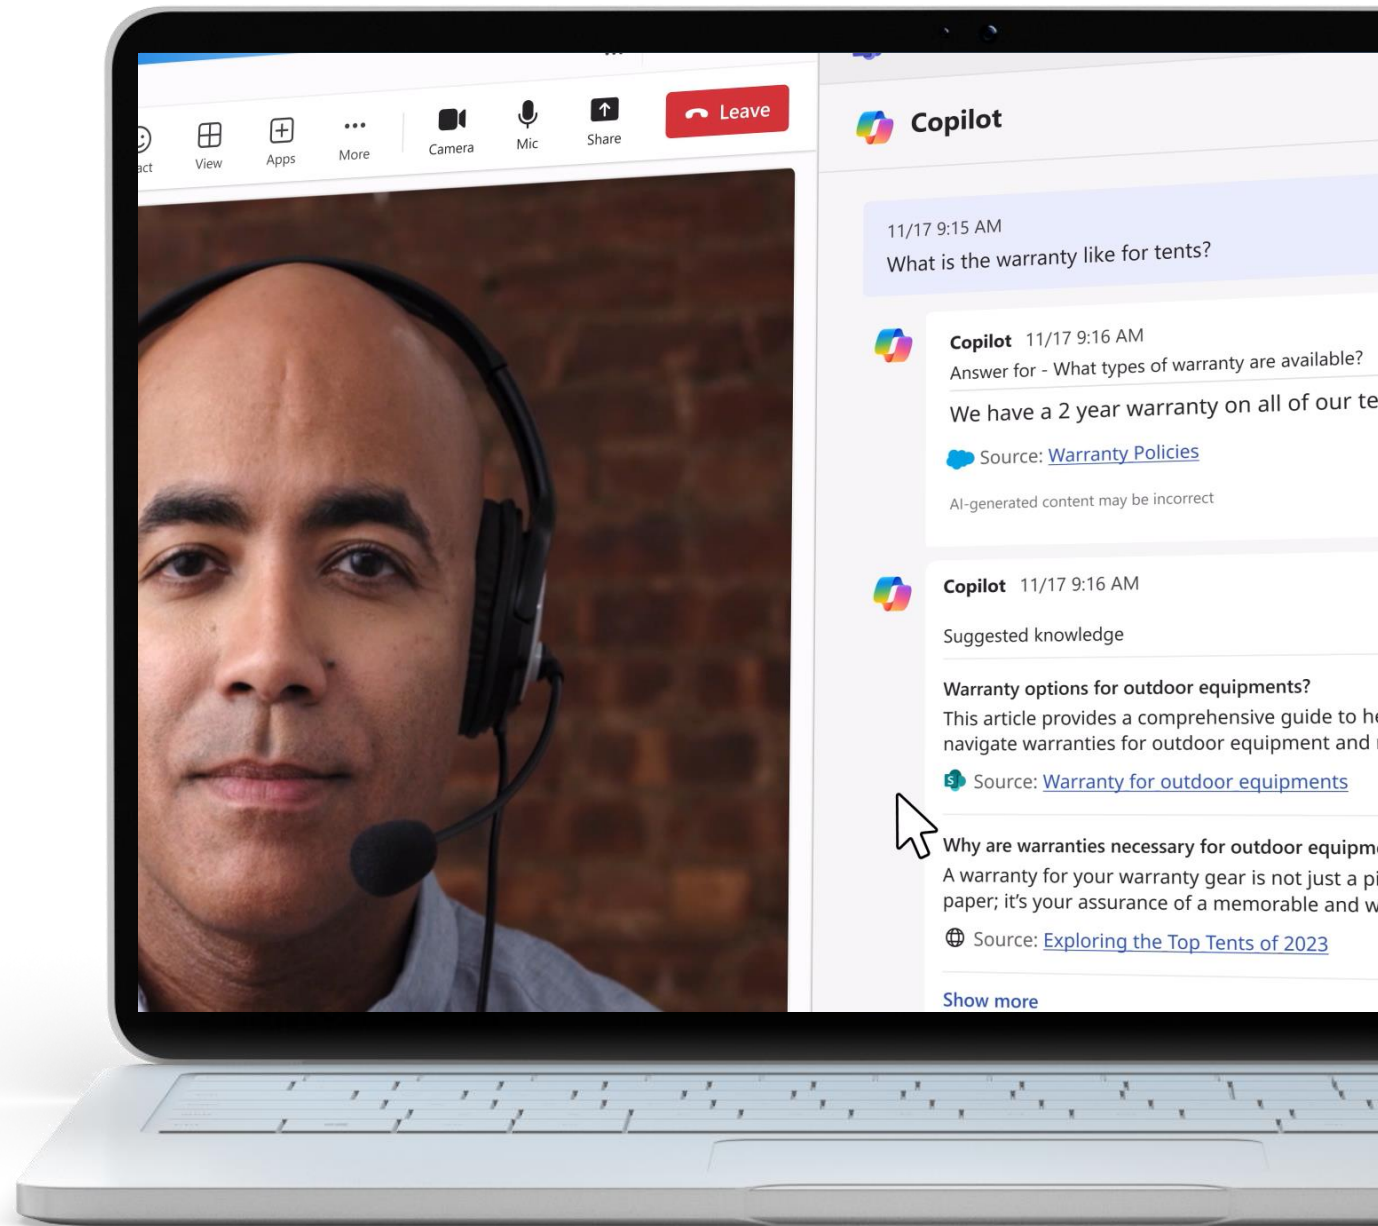 View
Apps
More
Camera
Mic
Share
Leave
Copilot
11/17 9:15 AM
What is the warranty like for tents?
Copilot 11/17 9:16 AM
Answer for - What types of warranty are available?
We have a 2 year warranty on all of our te
Source: Warranty Policies
AI-generated content may be incorrect
Copilot 11/17 9:16 AM
Suggested knowledge
Warranty options for outdoor equipments?
This article provides a comprehensive guide to he
navigate warranties for outdoor equipment and
Source: Warranty for outdoor equipments
Why are warranties necessary for outdoor equipm
A warranty for your warranty gear is not just a pi
paper; it's your assurance of a memorable and w
Source: Exploring the Top Tents of 2023
Show more